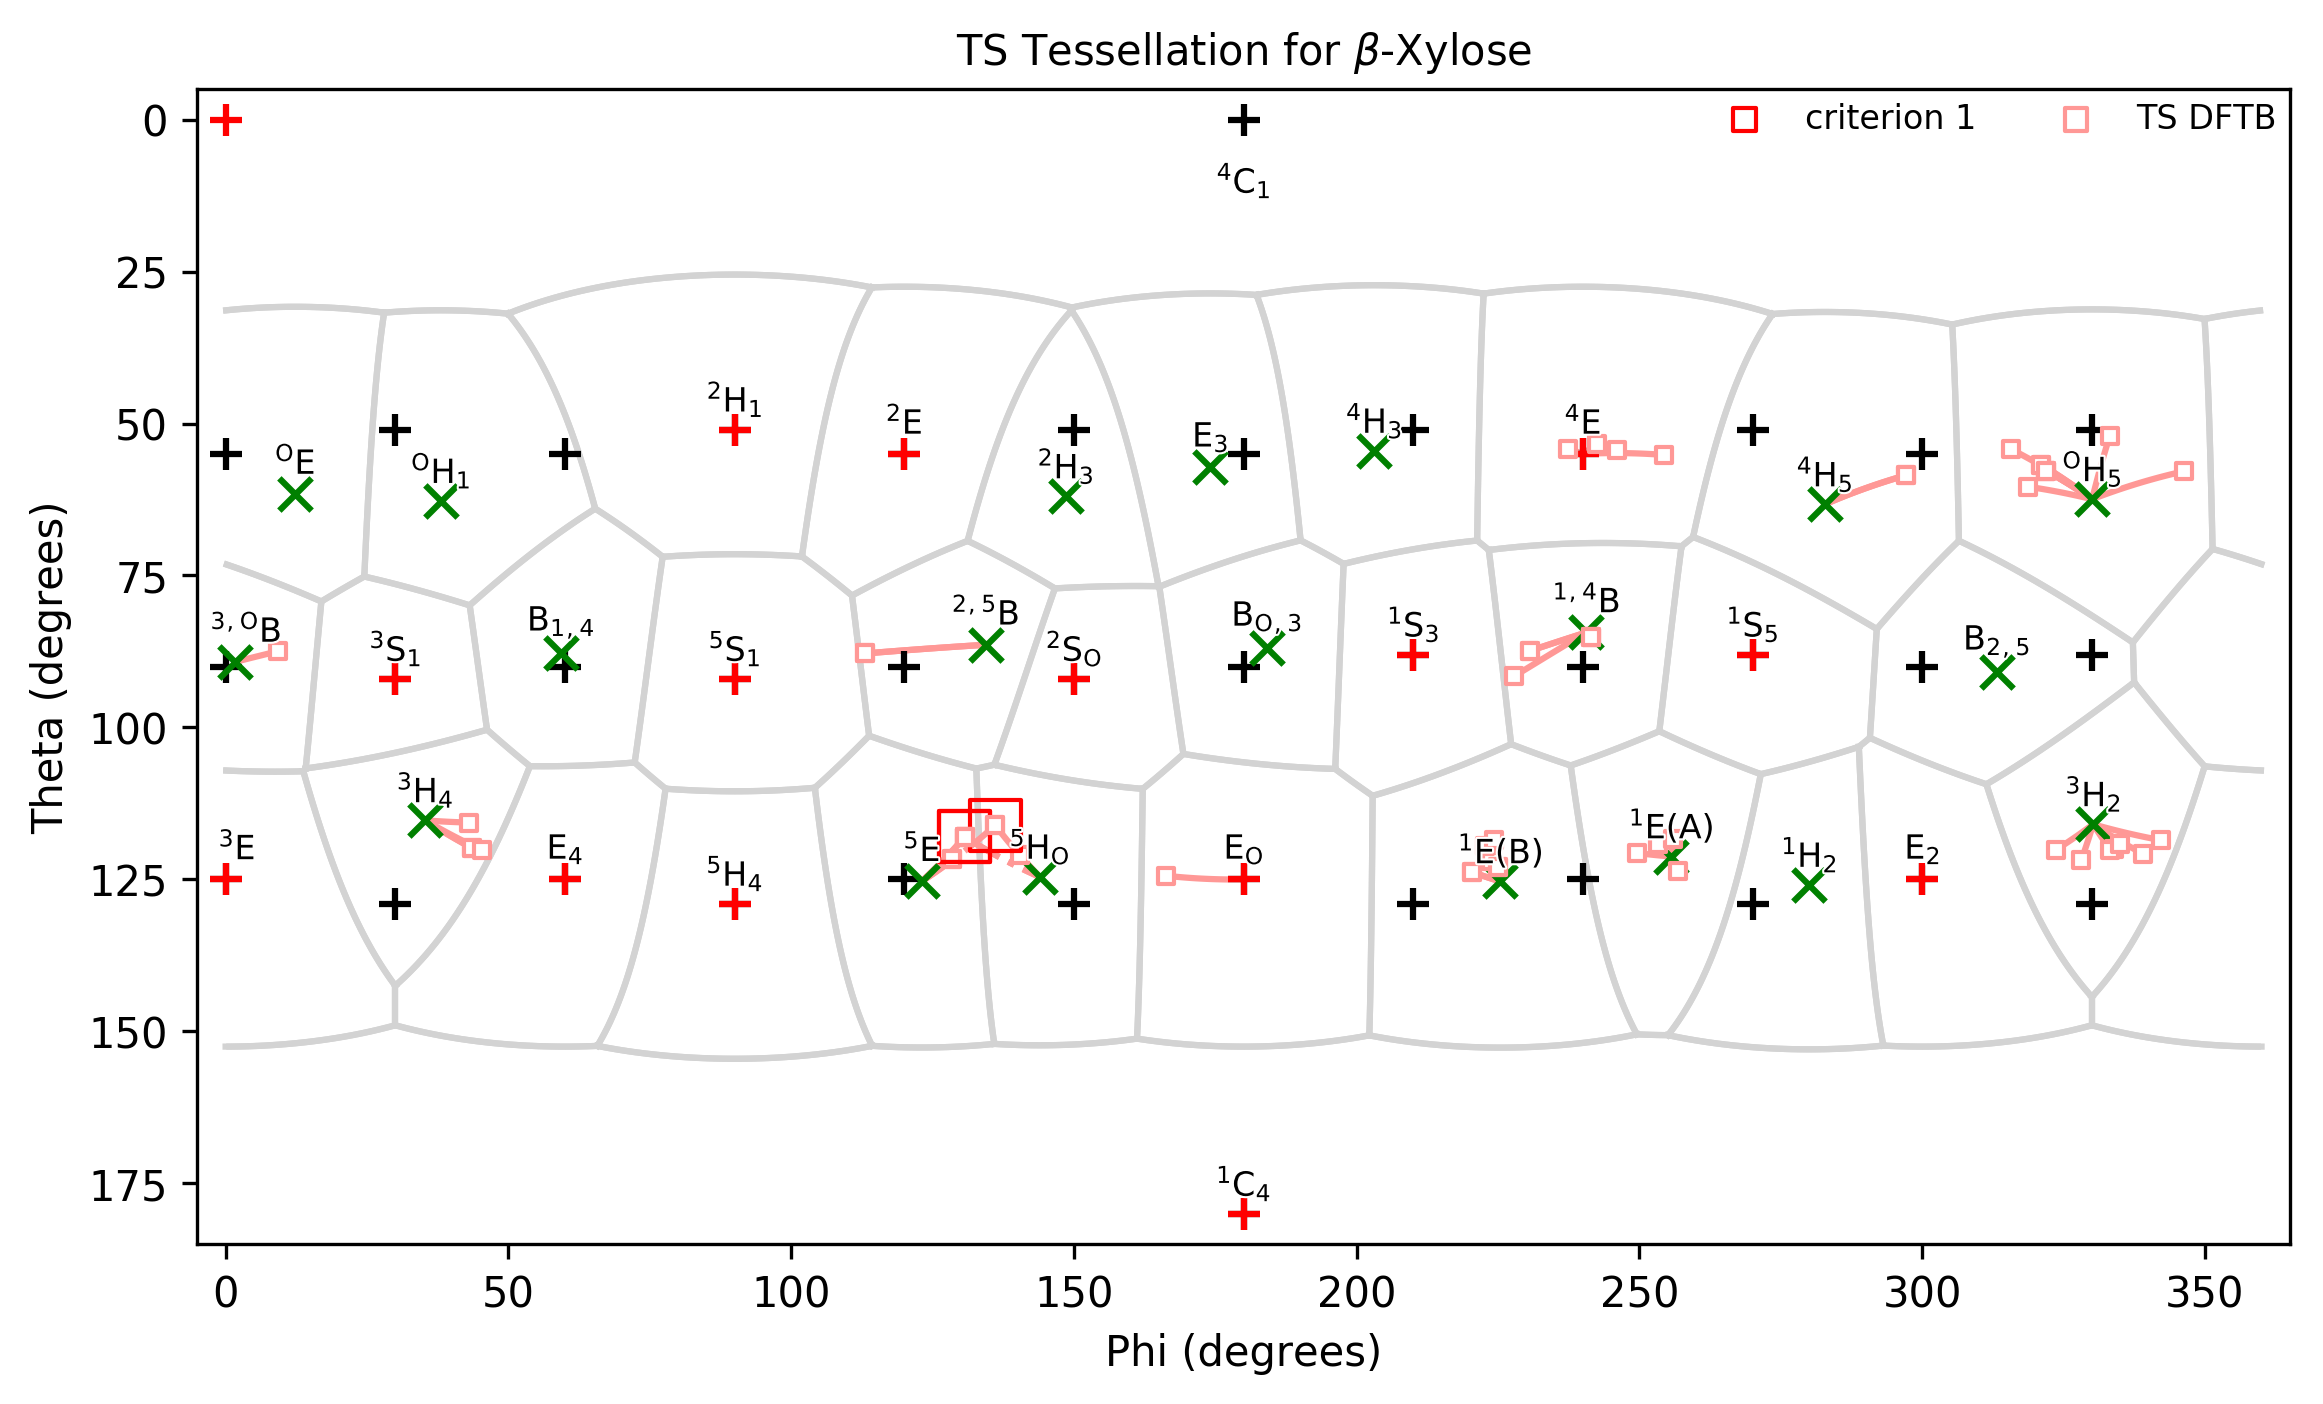 TS Tessellation for β-Xylose
criterion 1
TS DFTB
⁴C₁
²H₁
²E
⁴H₃
⁴E
E₃
ᴼE
ᴼH₁
²H₃
⁴H₅
ᴼH₅
³,ᴼB
³S₁
B₁,₄
⁵S₁
²,⁵B
²Sₒ
Bₒ,₃
¹S₃
¹,⁴B
¹S₅
B₂,₅
³H₄
³H₂
³E
E₄
⁵H₄
⁵E
⁵Hₒ
Eₒ
¹E(B)
¹E(A)
¹H₂
E₂
¹C₄
0
25
50
75
100
125
150
175
Theta (degrees)
0
50
100
150
200
250
300
350
Phi (degrees)